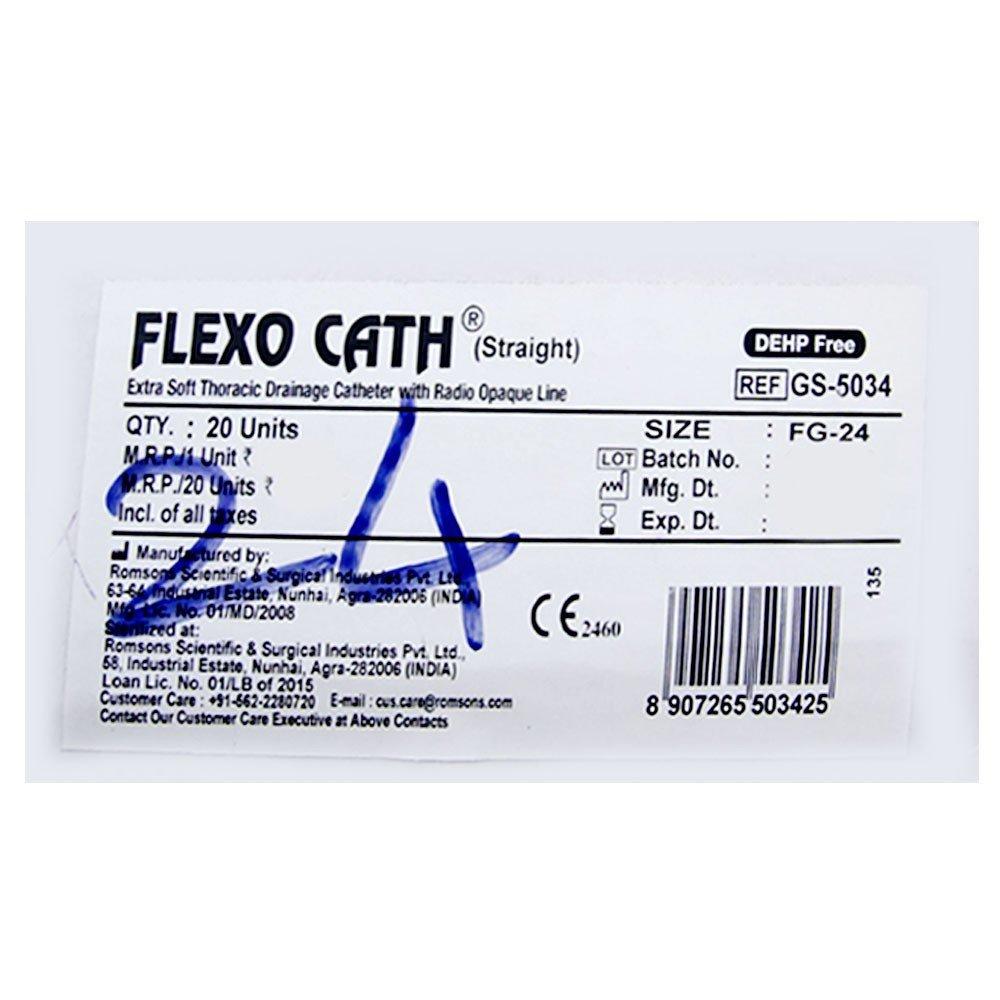 FLEXO CATH® (Straight)
DEHP Free
Extra Soft Thoracic Drainage Catheter with Radio Opaque Line
REF GS-5034
QTY. : 20 Units
M.R.P./1 Unit ₹
M.R.P./20 Units ₹
Incl. of all taxes
SIZE : FG-24
LOT Batch No. :
Mfg. Dt. :
Exp. Dt. :
24
Manufactured by:
Romsons Scientific & Surgical Industries Pvt. Ltd.
63-64, Industrial Estate, Nunhai, Agra-282006 (INDIA)
Mfg. Lic. No. 01/MD/2008
Sterilized at:
Romsons Scientific & Surgical Industries Pvt. Ltd.,
58, Industrial Estate, Nunhai, Agra-282006 (INDIA)
Loan Lic. No. 01/LB of 2015
Customer Care : +91-562-2280720 E-mail : cus.care@romsons.com
Contact Our Customer Care Executive at Above Contacts
CE 2460
135
8 907265 503425